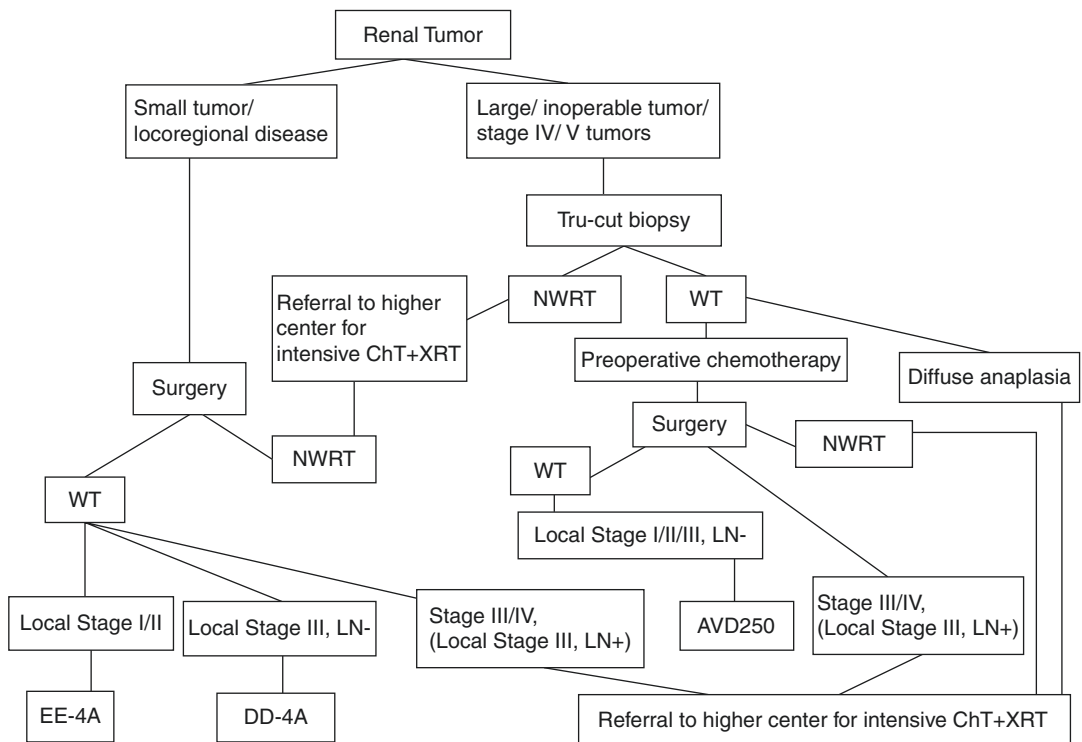 Renal Tumor
Small tumor/
locoregional disease
Large/ inoperable tumor/
stage IV/ V tumors
Tru-cut biopsy
Referral to higher
center for
intensive ChT+XRT
NWRT
WT
Preoperative chemotherapy
Diffuse anaplasia
Surgery
Surgery
NWRT
NWRT
WT
WT
Local Stage I/II/III, LN-
Local Stage I/II
Local Stage III, LN-
Stage III/IV,
(Local Stage III, LN+)
AVD250
Stage III/IV,
(Local Stage III, LN+)
EE-4A
DD-4A
Referral to higher center for intensive ChT+XRT